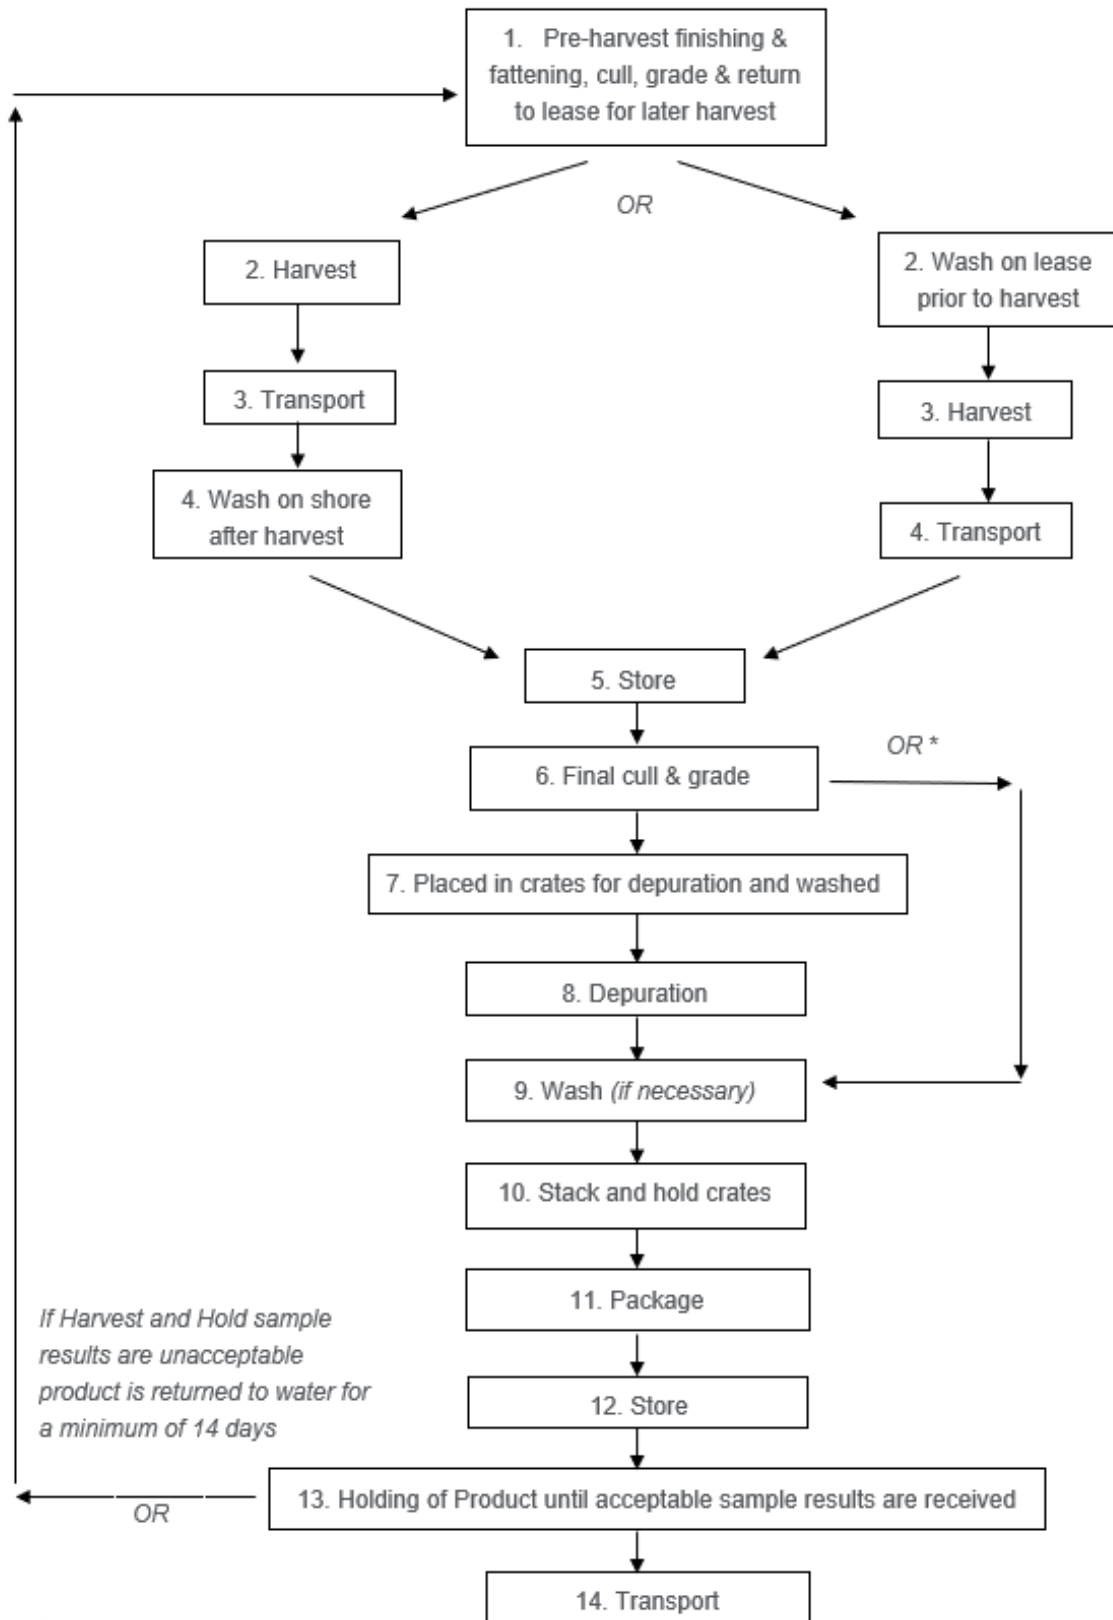 1. Pre-harvest finishing &
fattening, cull, grade & return
to lease for later harvest
OR
2. Harvest
2. Wash on lease
prior to harvest
3. Transport
3. Harvest
4. Wash on shore
after harvest
4. Transport
5. Store
OR *
6. Final cull & grade
7. Placed in crates for depuration and washed
8. Depuration
9. Wash (if necessary)
10. Stack and hold crates
11. Package
If Harvest and Hold sample
results are unacceptable
product is returned to water for
a minimum of 14 days
12. Store
13. Holding of Product until acceptable sample results are received
OR
14. Transport